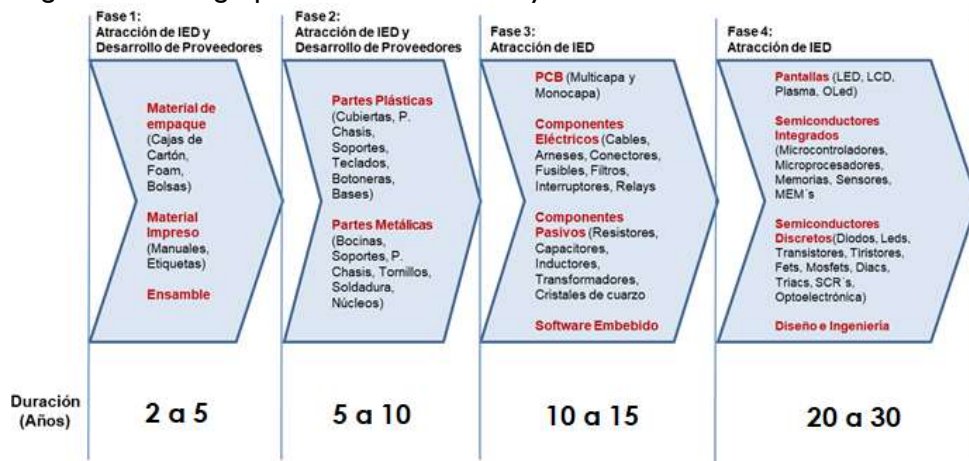 Fase 1:
Atracción de IED y
Desarrollo de Proveedores
Material de
empaque
(Cajas de
Cartón,
Foam,
Bolsas)
Material
Impreso
(Manuales,
Etiquetas)
Ensamble
Fase 2:
Atracción de IED y
Desarrollo de Proveedores
Partes Plásticas
(Cubiertas, P.
Chasis,
Soportes,
Teclados,
Botoneras,
Bases)
Partes Metálicas
(Bocinas,
Soportes, P.
Chasis, Tornillos,
Soldadura,
Núcleos)
Fase 3:
Atracción de IED
PCB (Multicapa y
Monocapa)
Componentes
Eléctricos (Cables,
Arneses, Conectores,
Fusibles, Filtros,
Interruptores, Relays
Componentes
Pasivos (Resistores,
Capacitores,
Inductores,
Transformadores,
Cristales de cuarzo
Software Embebido
Fase 4:
Atracción de IED
Pantallas (LED, LCD,
Plasma, OLed)
Semiconductores
Integrados
(Microcontroladores,
Microprocesadores,
Memorias, Sensores,
MEM´s
Semiconductores
Discretos(Diodos, Leds,
Transistores, Tiristores,
Fets, Mosfets, Diacs,
Triacs, SCR´s,
Optoelectrónica)
Diseño e Ingeniería
Duración
(Años)
2 a 5
5 a 10
10 a 15
20 a 30